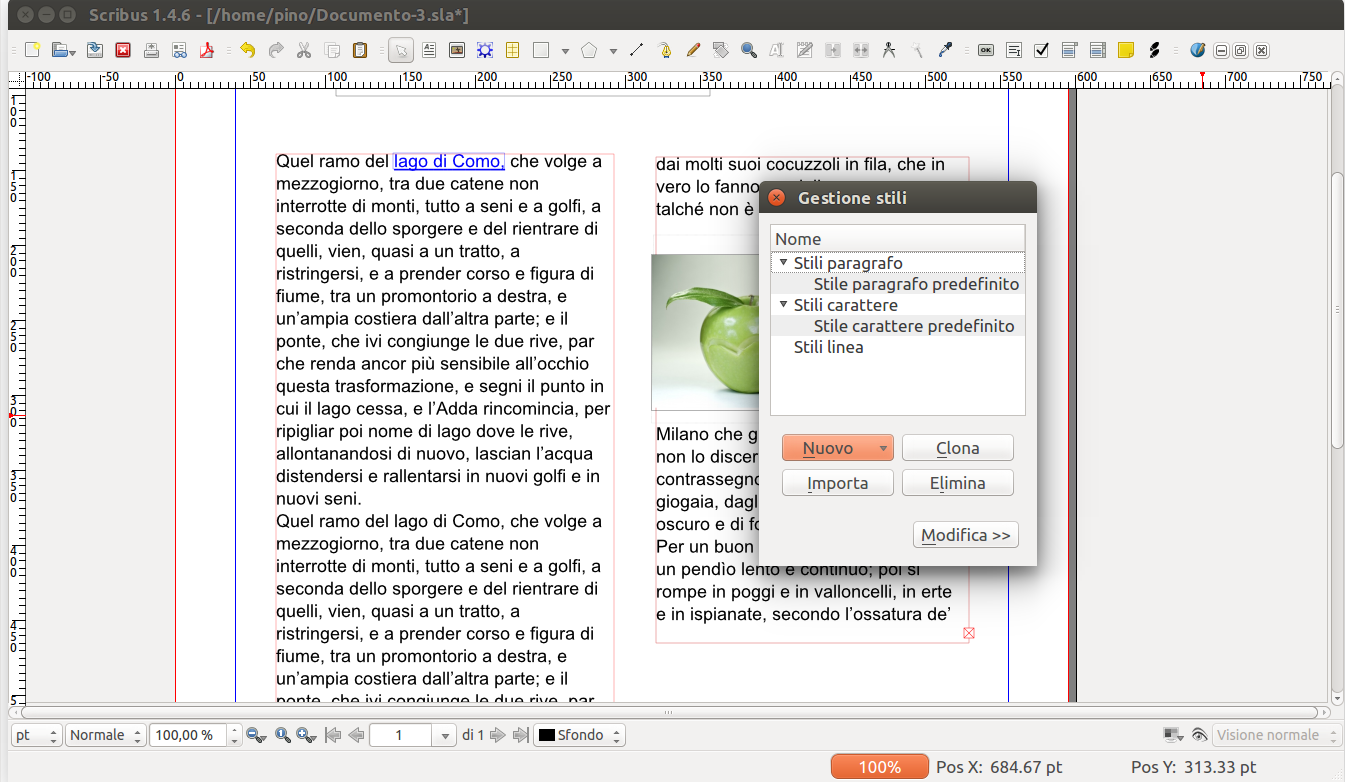 Scribus 1.4.6 - [/home/pino/Documento-3.sla*]
-100 -50 0 50 100 150 200 250 300 350 400 450 500 550 600 650 700 750
100
150
200
250
300
350
400
450
5
Quel ramo del lago di Como, che volge a
mezzogiorno, tra due catene non
interrotte di monti, tutto a seni e a golfi, a
seconda dello sporgere e del rientrare di
quelli, vien, quasi a un tratto, a
ristringersi, e a prender corso e figura di
fiume, tra un promontorio a destra, e
un’ampia costiera dall’altra parte; e il
ponte, che ivi congiunge le due rive, par
che renda ancor più sensibile all’occhio
questa trasformazione, e segni il punto in
cui il lago cessa, e l’Adda rincomincia, per
ripigliar poi nome di lago dove le rive,
allontanandosi di nuovo, lascian l’acqua
distendersi e rallentarsi in nuovi golfi e in
nuovi seni.
Quel ramo del lago di Como, che volge a
mezzogiorno, tra due catene non
interrotte di monti, tutto a seni e a golfi, a
seconda dello sporgere e del rientrare di
quelli, vien, quasi a un tratto, a
ristringersi, e a prender corso e figura di
fiume, tra un promontorio a destra, e
un’ampia costiera dall’altra parte; e il
ponte, che ivi congiunge le due rive, par
dai molti suoi cocuzzoli in fila, che in
vero lo fanno
talché non è
Milano che g
non lo discer
contrassegno
giogaia, dagl
oscuro e di fo
Per un buon
un pendìo lento e continuo; poi si
rompe in poggi e in valloncelli, in erte
e in ispianate, secondo l’ossatura de’
Gestione stili
Nome
Stili paragrafo
Stile paragrafo predefinito
Stili carattere
Stile carattere predefinito
Stili linea
Nuovo
Clona
Importa
Elimina
Modifica >>
pt Normale 100,00 % 1 di 1 Sfondo Visione normale
100% Pos X: 684.67 pt Pos Y: 313.33 pt